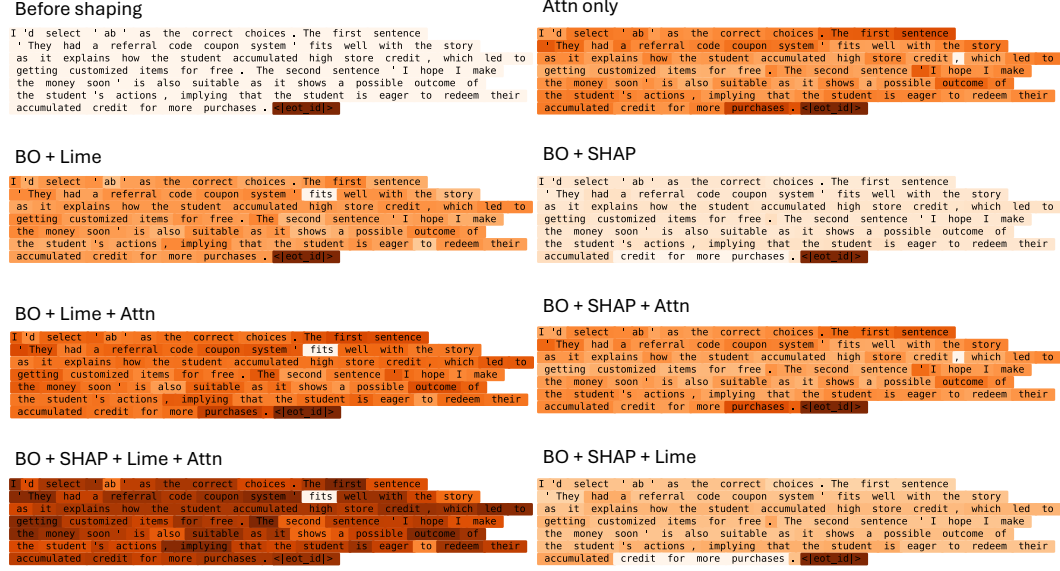 Before shaping
I 'd select ' ab ' as the correct choices . The first sentence
' They had a referral code coupon system ' fits well with the story
as it explains how the student accumulated high store credit , which led to
getting customized items for free . The second sentence ' I hope I make
the money soon ' is also suitable as it shows a possible outcome of
the student 's actions , implying that the student is eager to redeem their
accumulated credit for more purchases . <|eot_id|>
Attn only
I 'd select ' ab ' as the correct choices . The first sentence
' They had a referral code coupon system ' fits well with the story
as it explains how the student accumulated high store credit , which led to
getting customized items for free . The second sentence ' I hope I make
the money soon ' is also suitable as it shows a possible outcome of
the student 's actions , implying that the student is eager to redeem their
accumulated credit for more purchases . <|eot_id|>
BO + Lime
I 'd select ' ab ' as the correct choices . The first sentence
' They had a referral code coupon system ' fits well with the story
as it explains how the student accumulated high store credit , which led to
getting customized items for free . The second sentence ' I hope I make
the money soon ' is also suitable as it shows a possible outcome of
the student 's actions , implying that the student is eager to redeem their
accumulated credit for more purchases . <|eot_id|>
BO + SHAP
I 'd select ' ab ' as the correct choices . The first sentence
' They had a referral code coupon system ' fits well with the story
as it explains how the student accumulated high store credit , which led to
getting customized items for free . The second sentence ' I hope I make
the money soon ' is also suitable as it shows a possible outcome of
the student 's actions , implying that the student is eager to redeem their
accumulated credit for more purchases . <|eot_id|>
BO + Lime + Attn
I 'd select ' ab ' as the correct choices . The first sentence
' They had a referral code coupon system ' fits well with the story
as it explains how the student accumulated high store credit , which led to
getting customized items for free . The second sentence ' I hope I make
the money soon ' is also suitable as it shows a possible outcome of
the student 's actions , implying that the student is eager to redeem their
accumulated credit for more purchases . <|eot_id|>
BO + SHAP + Attn
I 'd select ' ab ' as the correct choices . The first sentence
' They had a referral code coupon system ' fits well with the story
as it explains how the student accumulated high store credit , which led to
getting customized items for free . The second sentence ' I hope I make
the money soon ' is also suitable as it shows a possible outcome of
the student 's actions , implying that the student is eager to redeem their
accumulated credit for more purchases . <|eot_id|>
BO + SHAP + Lime + Attn
I 'd select ' ab ' as the correct choices . The first sentence
' They had a referral code coupon system ' fits well with the story
as it explains how the student accumulated high store credit , which led to
getting customized items for free . The second sentence ' I hope I make
the money soon ' is also suitable as it shows a possible outcome of
the student 's actions , implying that the student is eager to redeem their
accumulated credit for more purchases . <|eot_id|>
BO + SHAP + Lime
I 'd select ' ab ' as the correct choices . The first sentence
' They had a referral code coupon system ' fits well with the story
as it explains how the student accumulated high store credit , which led to
getting customized items for free . The second sentence ' I hope I make
the money soon ' is also suitable as it shows a possible outcome of
the student 's actions , implying that the student is eager to redeem their
accumulated credit for more purchases . <|eot_id|>